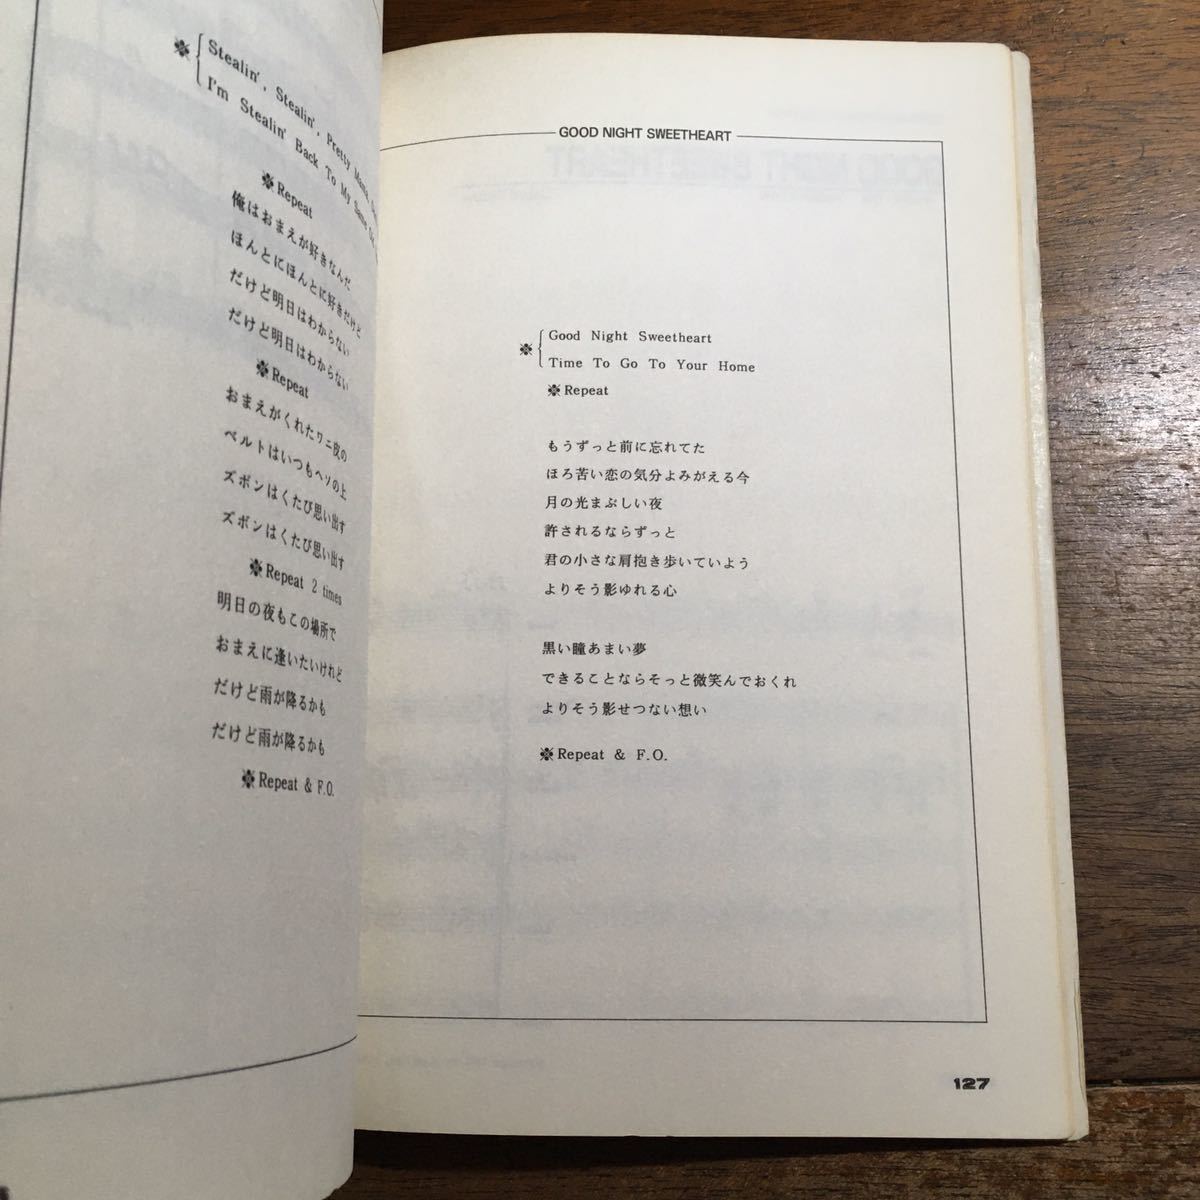 Stealin', Stealin', Pretty Mama,
※ I'm Stealin' Back To My Same
※Repeat
俺はおまえが好きなんだ
ほんとにほんとに好きだけど
だけど明日はわからない
だけど明日はわからない
※Repeat
おまえがくれたワニ皮の
ベルトはいつもヘソの上
ズボンはくたび思い出す
ズボンはくたび思い出す
※Repeat 2 times
明日の夜もこの場所で
おまえに逢いたいけれど
だけど雨が降るかも
だけど雨が降るかも
※Repeat & F.O.
GOOD NIGHT SWEETHEART
Good Night Sweetheart
※ Time To Go To Your Home
※Repeat
もうずっと前に忘れてた
ほろ苦い恋の気分よみがえる今
月の光まぶしい夜
許されるならずっと
君の小さな肩抱き歩いていよう
よりそう影ゆれる心
黒い瞳あまい夢
できることならそっと微笑んでおくれ
よりそう影せつない想い
※Repeat & F.O.
127